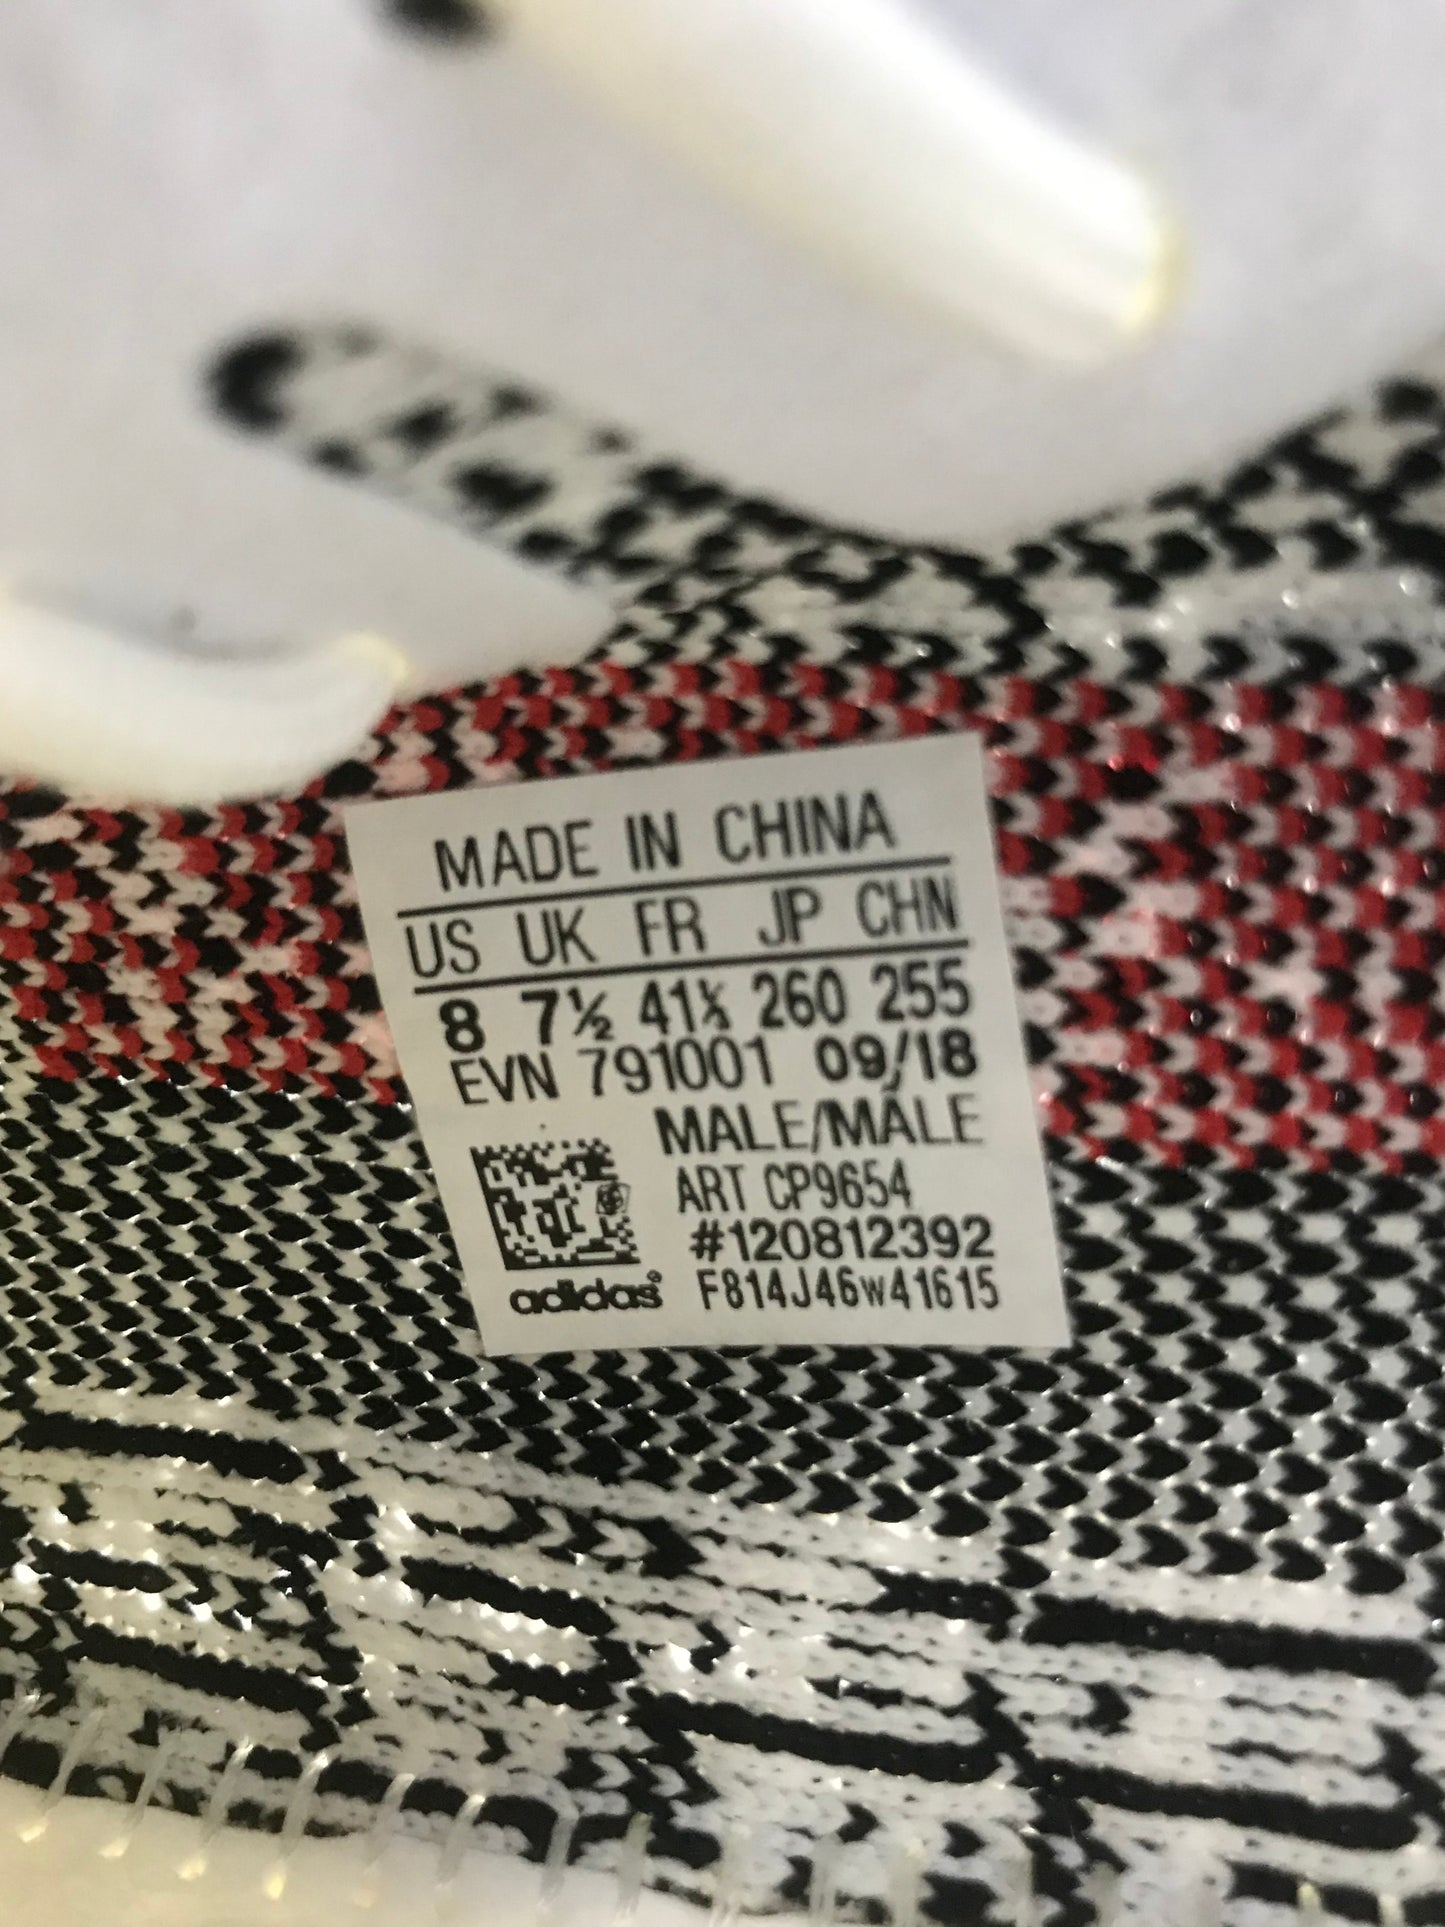 MADE IN CHINA
US UK FR JP CHN
8 7½ 41⅓ 260 255
EVN 791001 09/18
MALE/MÂLE
ART CP9654
#120812392
adidas® F814J46W41615